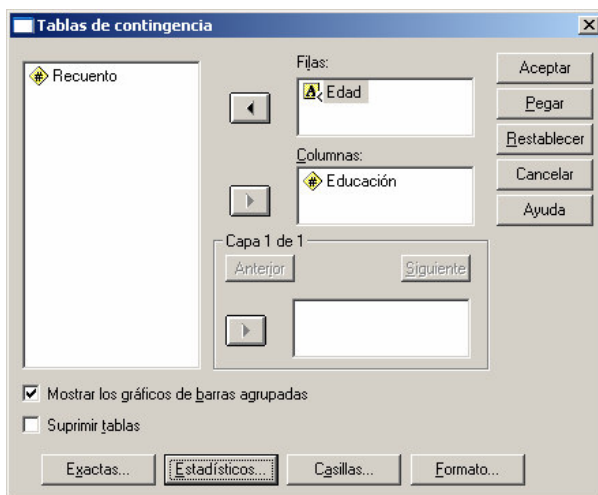 Tablas de contingencia
Recuento
Filas:
Edad
Columnas:
Educación
Capa 1 de 1
Anterior
Siguiente
Aceptar
Pegar
Restablecer
Cancelar
Ayuda
Mostrar los gráficos de barras agrupadas
Suprimir tablas
Exactas...
Estadísticos...
Casillas...
Formato...